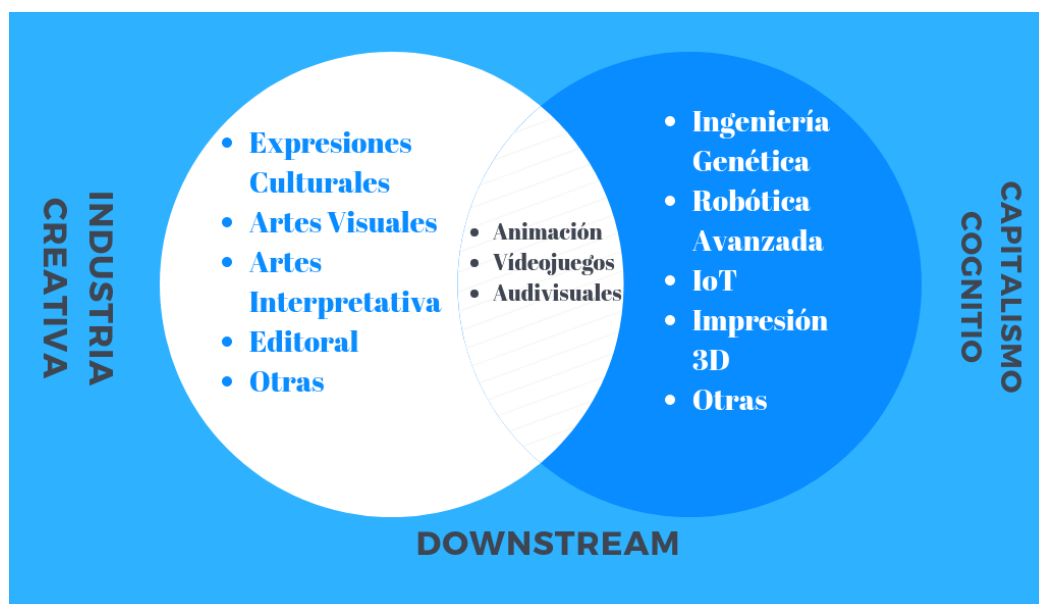 INDUSTRIA
CREATIVA
• Expresiones
Culturales
• Artes Visuales
• Artes
Interpretativa
• Editoral
• Otras
• Animación
• Vídeojuegos
• Audivisuales
• Ingeniería
Genética
• Robótica
Avanzada
• IoT
• Impresión
3D
• Otras
CAPITALISMO
COGNITIO
DOWNSTREAM